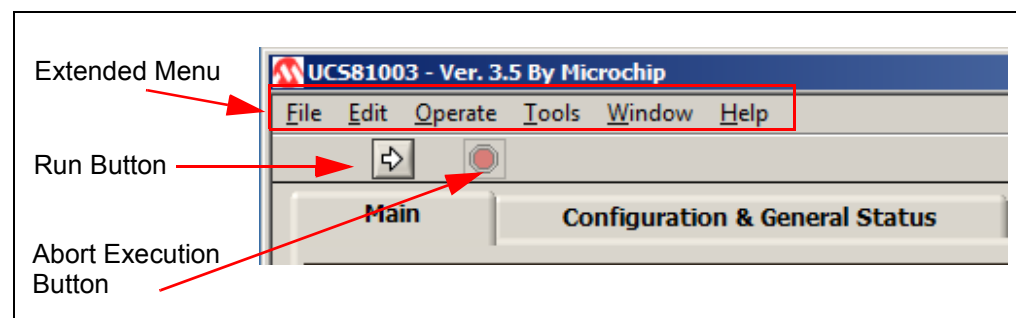 Extended Menu
UCS81003 - Ver. 3.5 By Microchip
File Edit Operate Tools Window Help
Run Button
Main
Configuration & General Status
Abort Execution
Button